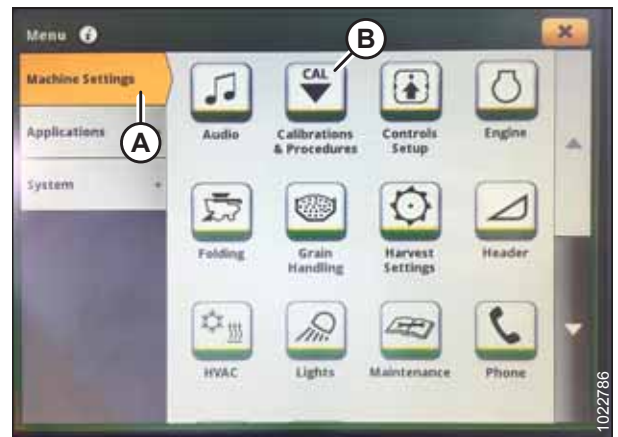 Menu
B
Machine Settings
A
Applications
System
CAL
Audio
Calibrations
& Procedures
Controls
Setup
Engine
Folding
Grain
Handling
Harvest
Settings
Header
HVAC
Lights
Maintenance
Phone
1022786